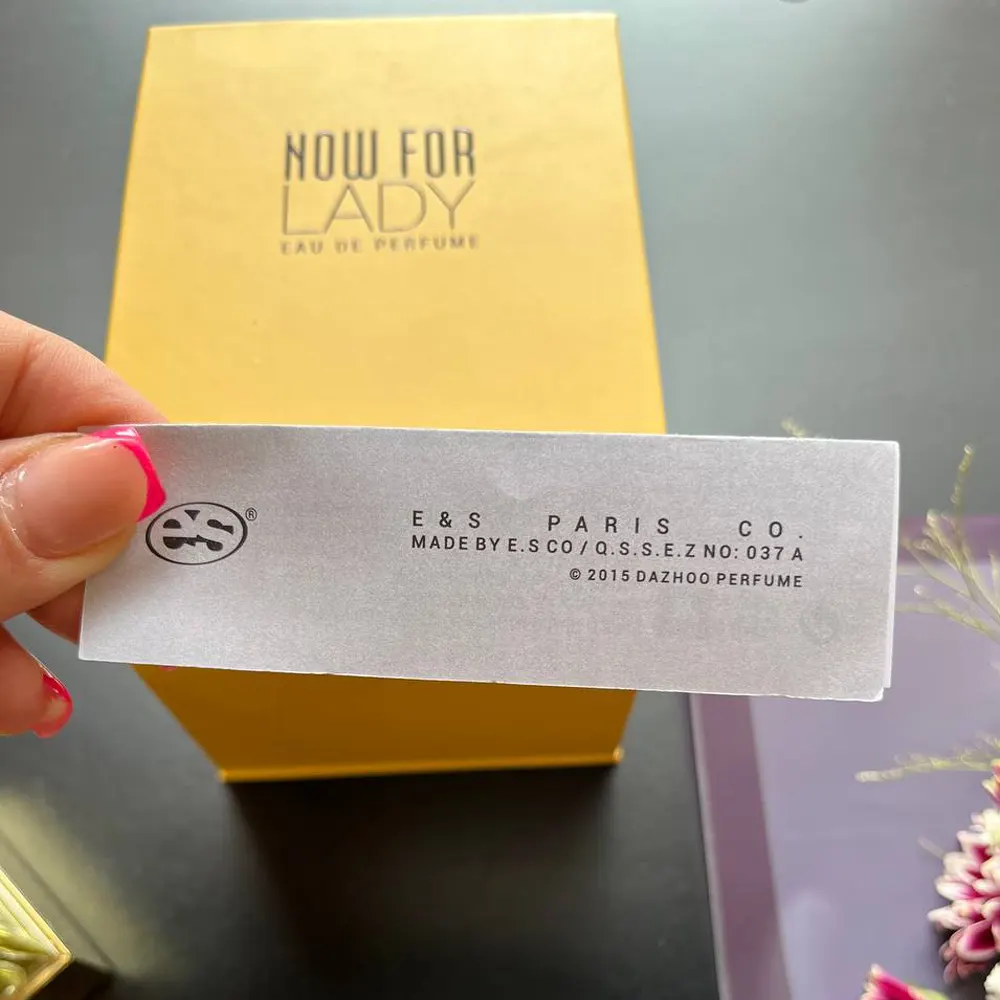 NOW FOR
LADY
EAU DE PERFUME
es®
E & S PARIS CO.
MADE BY E.S CO / Q.S.S.E.Z NO: 037 A
© 2015 DAZHOO PERFUME